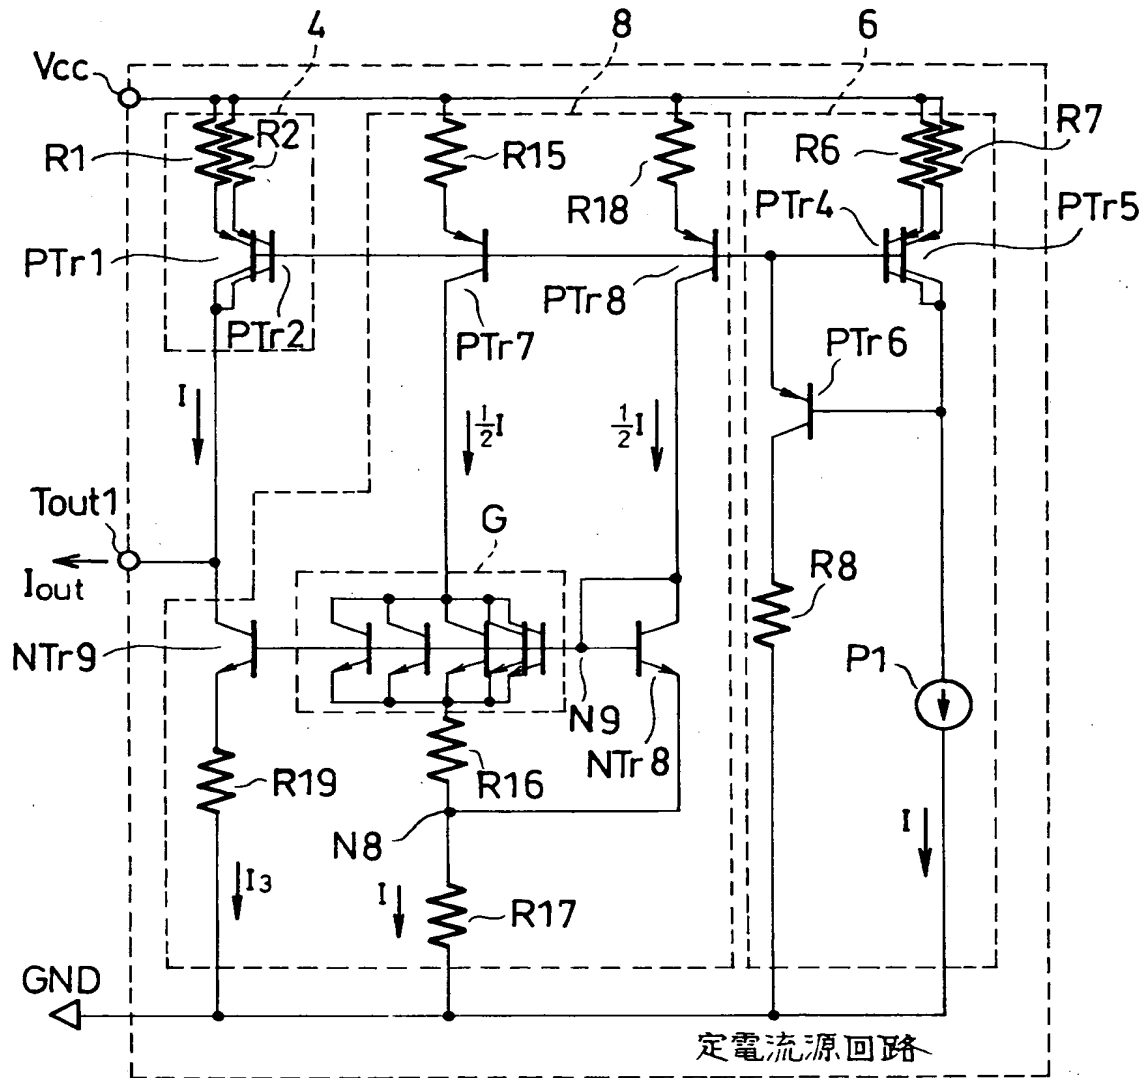 4
8
6
Vcc
R1
R2
R15
R18
R6
R7
PTr4
PTr5
PTr1
PTr2
PTr7
PTr8
PTr6
I
1/2 I
1/2 I
Tout1
Iout
G
R8
NTr9
N9
NTr8
P1
R19
R16
N8
I3
I
R17
I
GND
定電流源回路